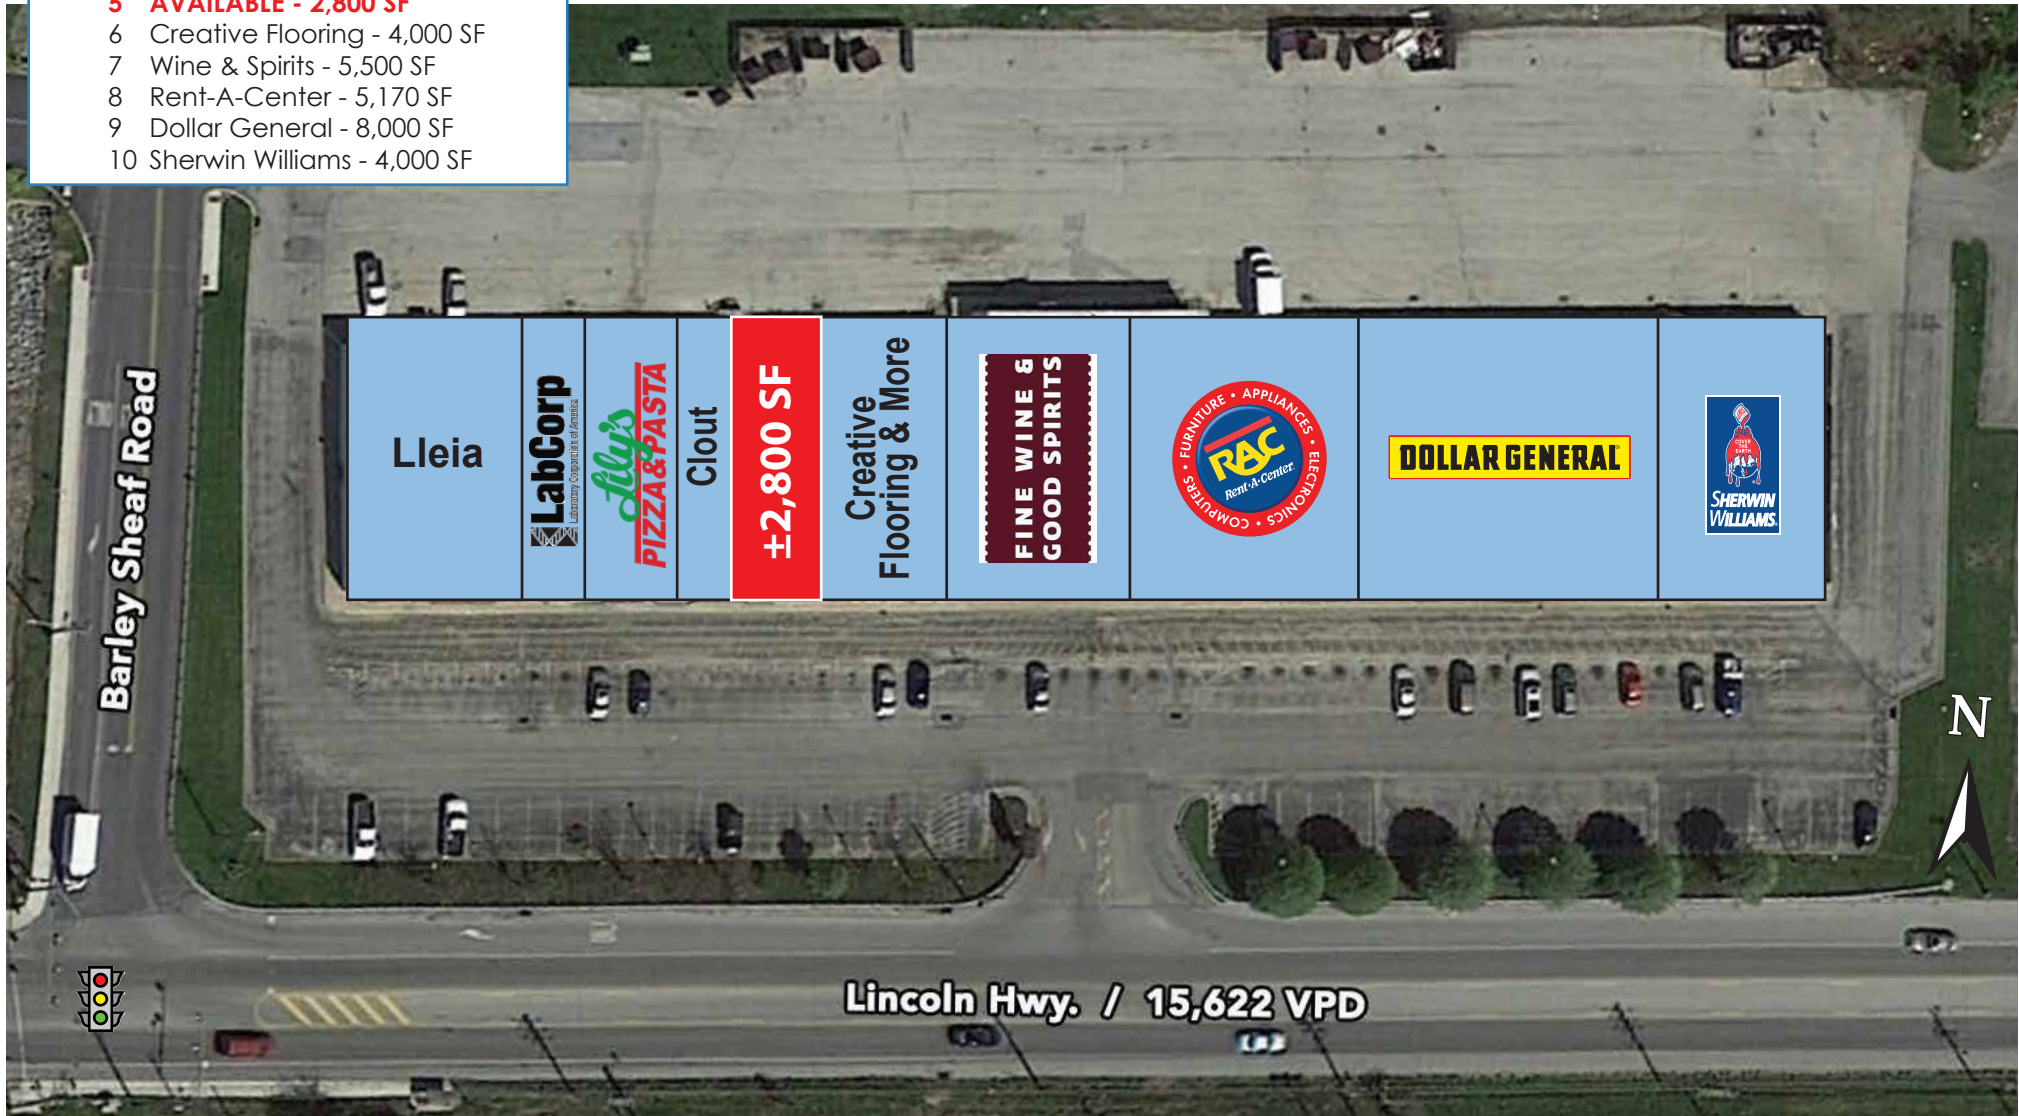 5 AVAILABLE - 2,800 SF
6 Creative Flooring - 4,000 SF
7 Wine & Spirits - 5,500 SF
8 Rent-A-Center - 5,170 SF
9 Dollar General - 8,000 SF
10 Sherwin Williams - 4,000 SF
Barley Sheaf Road
Lleia
LabCorp
Laboratory Corporation of America
Lilly's
PIZZA & PASTA
Clout
±2,800 SF
Creative
Flooring & More
FINE WINE &
GOOD SPIRITS
FURNITURE • APPLIANCES • ELECTRONICS • COMPUTERS •
RAC
Rent-A-Center
DOLLAR GENERAL
COVER
THE
EARTH
SHERWIN
WILLIAMS.
N
Lincoln Hwy. / 15,622 VPD